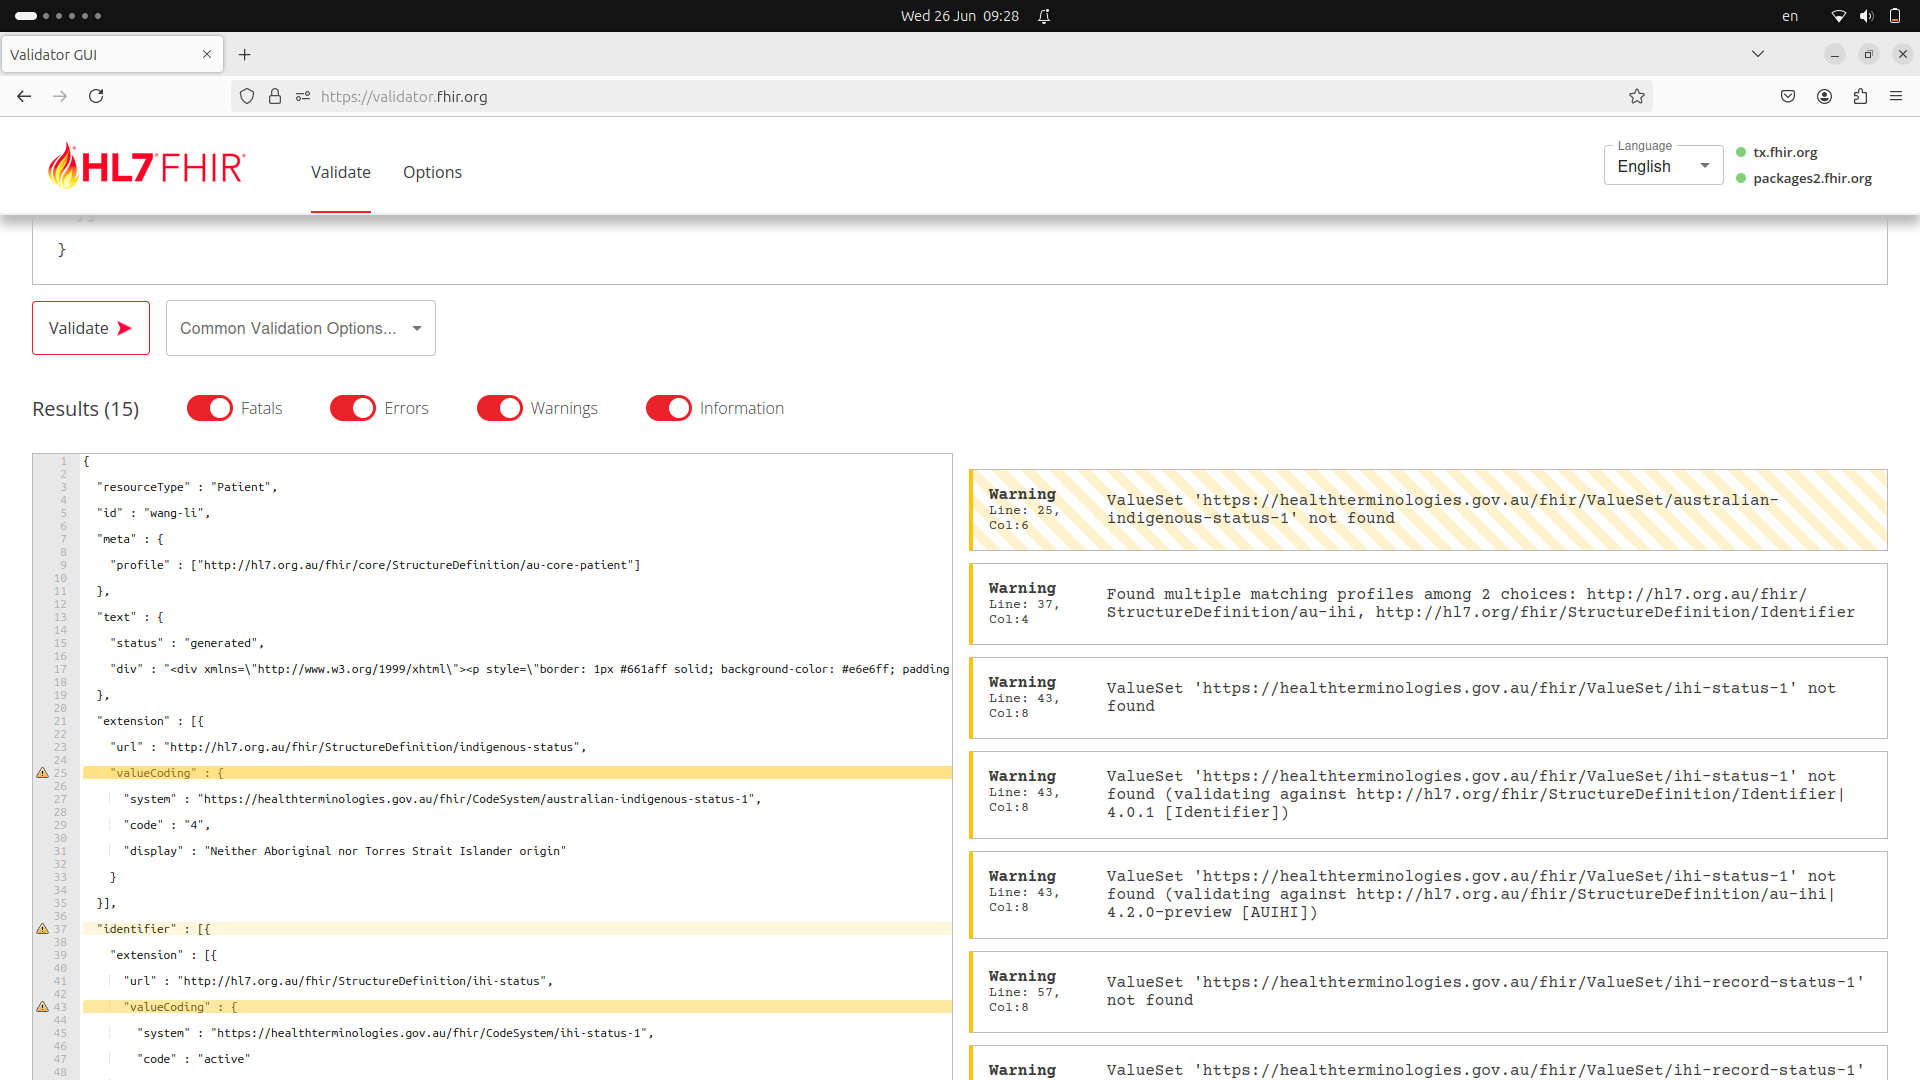 Wed 26 Jun 09:28
en
Validator GUI
https://validator.fhir.org
HL7 FHIR
Validate
Options
Language
English
tx.fhir.org
packages2.fhir.org
}
Validate
Common Validation Options...
Results (15)
Fatals
Errors
Warnings
Information
1 {
2
3 "resourceType" : "Patient",
4
5 "id" : "wang-li",
6
7 "meta" : {
8
9 "profile" : ["http://hl7.org.au/fhir/core/StructureDefinition/au-core-patient"]
10
11 },
12
13 "text" : {
14
15 "status" : "generated",
16
17 "div" : "<div xmlns=\"http://www.w3.org/1999/xhtml\"><p style=\"border: 1px #661aff solid; background-color: #e6e6ff; padding
18
19 },
20
21 "extension" : [{
22
23 "url" : "http://hl7.org.au/fhir/StructureDefinition/indigenous-status",
24
25 "valueCoding" : {
26
27 "system" : "https://healthterminologies.gov.au/fhir/CodeSystem/australian-indigenous-status-1",
28
29 "code" : "4",
30
31 "display" : "Neither Aboriginal nor Torres Strait Islander origin"
32
33 }
34
35 }],
36
37 "identifier" : [{
38
39 "extension" : [{
40
41 "url" : "http://hl7.org.au/fhir/StructureDefinition/ihi-status",
42
43 "valueCoding" : {
44
45 "system" : "https://healthterminologies.gov.au/fhir/CodeSystem/ihi-status-1",
46
47 "code" : "active"
48
Warning
Line: 25,
Col:6
ValueSet 'https://healthterminologies.gov.au/fhir/ValueSet/australian-
indigenous-status-1' not found
Warning
Line: 37,
Col:4
Found multiple matching profiles among 2 choices: http://hl7.org.au/fhir/
StructureDefinition/au-ihi, http://hl7.org/fhir/StructureDefinition/Identifier
Warning
Line: 43,
Col:8
ValueSet 'https://healthterminologies.gov.au/fhir/ValueSet/ihi-status-1' not
found
Warning
Line: 43,
Col:8
ValueSet 'https://healthterminologies.gov.au/fhir/ValueSet/ihi-status-1' not
found (validating against http://hl7.org/fhir/StructureDefinition/Identifier|
4.0.1 [Identifier])
Warning
Line: 43,
Col:8
ValueSet 'https://healthterminologies.gov.au/fhir/ValueSet/ihi-status-1' not
found (validating against http://hl7.org.au/fhir/StructureDefinition/au-ihi|
4.2.0-preview [AUIHI])
Warning
Line: 57,
Col:8
ValueSet 'https://healthterminologies.gov.au/fhir/ValueSet/ihi-record-status-1'
not found
Warning
ValueSet 'https://healthterminologies.gov.au/fhir/ValueSet/ihi-record-status-1'